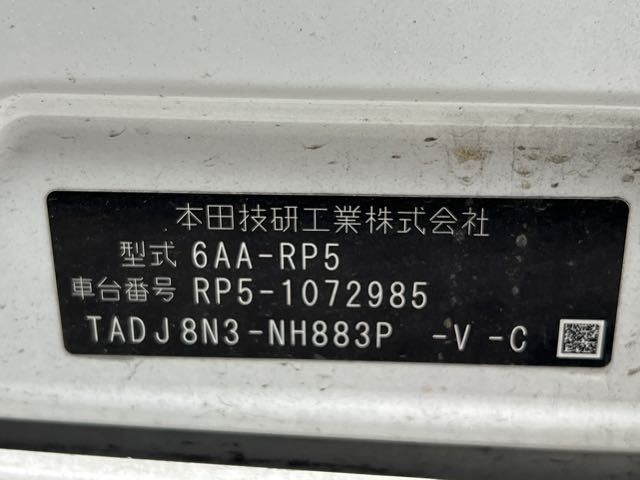 本田技研工業株式会社
型式 6AA-RP5
車台番号 RP5-1072985
TADJ8N3-NH883P -V -C